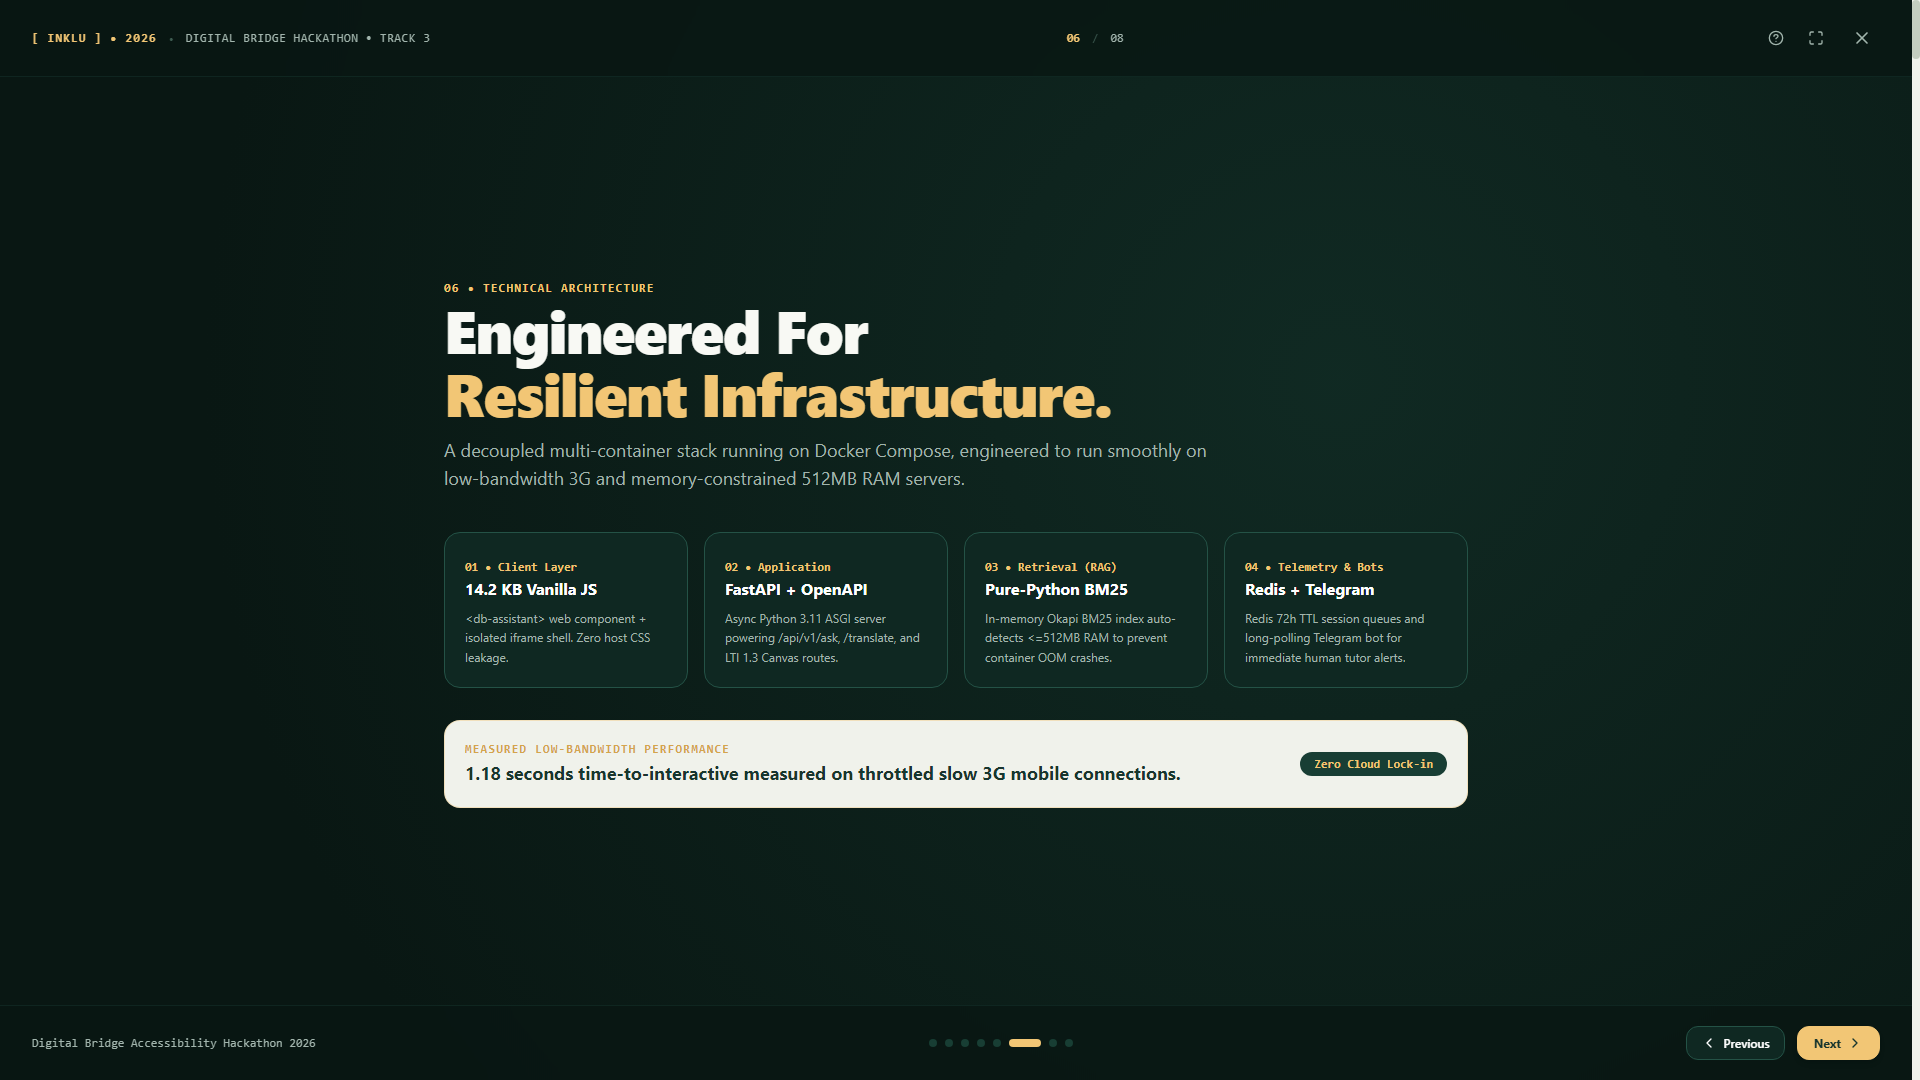 [ INKLU ] • 2026 • DIGITAL BRIDGE HACKATHON • TRACK 3
06 / 08
06 • TECHNICAL ARCHITECTURE
Engineered For
Resilient Infrastructure.
A decoupled multi-container stack running on Docker Compose, engineered to run smoothly on
low-bandwidth 3G and memory-constrained 512MB RAM servers.
01 • Client Layer
14.2 KB Vanilla JS
<db-assistant> web component +
isolated iframe shell. Zero host CSS
leakage.
02 • Application
FastAPI + OpenAPI
Async Python 3.11 ASGI server
powering /api/v1/ask, /translate, and
LTI 1.3 Canvas routes.
03 • Retrieval (RAG)
Pure-Python BM25
In-memory Okapi BM25 index auto-
detects <=512MB RAM to prevent
container OOM crashes.
04 • Telemetry & Bots
Redis + Telegram
Redis 72h TTL session queues and
long-polling Telegram bot for
immediate human tutor alerts.
MEASURED LOW-BANDWIDTH PERFORMANCE
1.18 seconds time-to-interactive measured on throttled slow 3G mobile connections.
Zero Cloud Lock-in
Digital Bridge Accessibility Hackathon 2026
Previous
Next